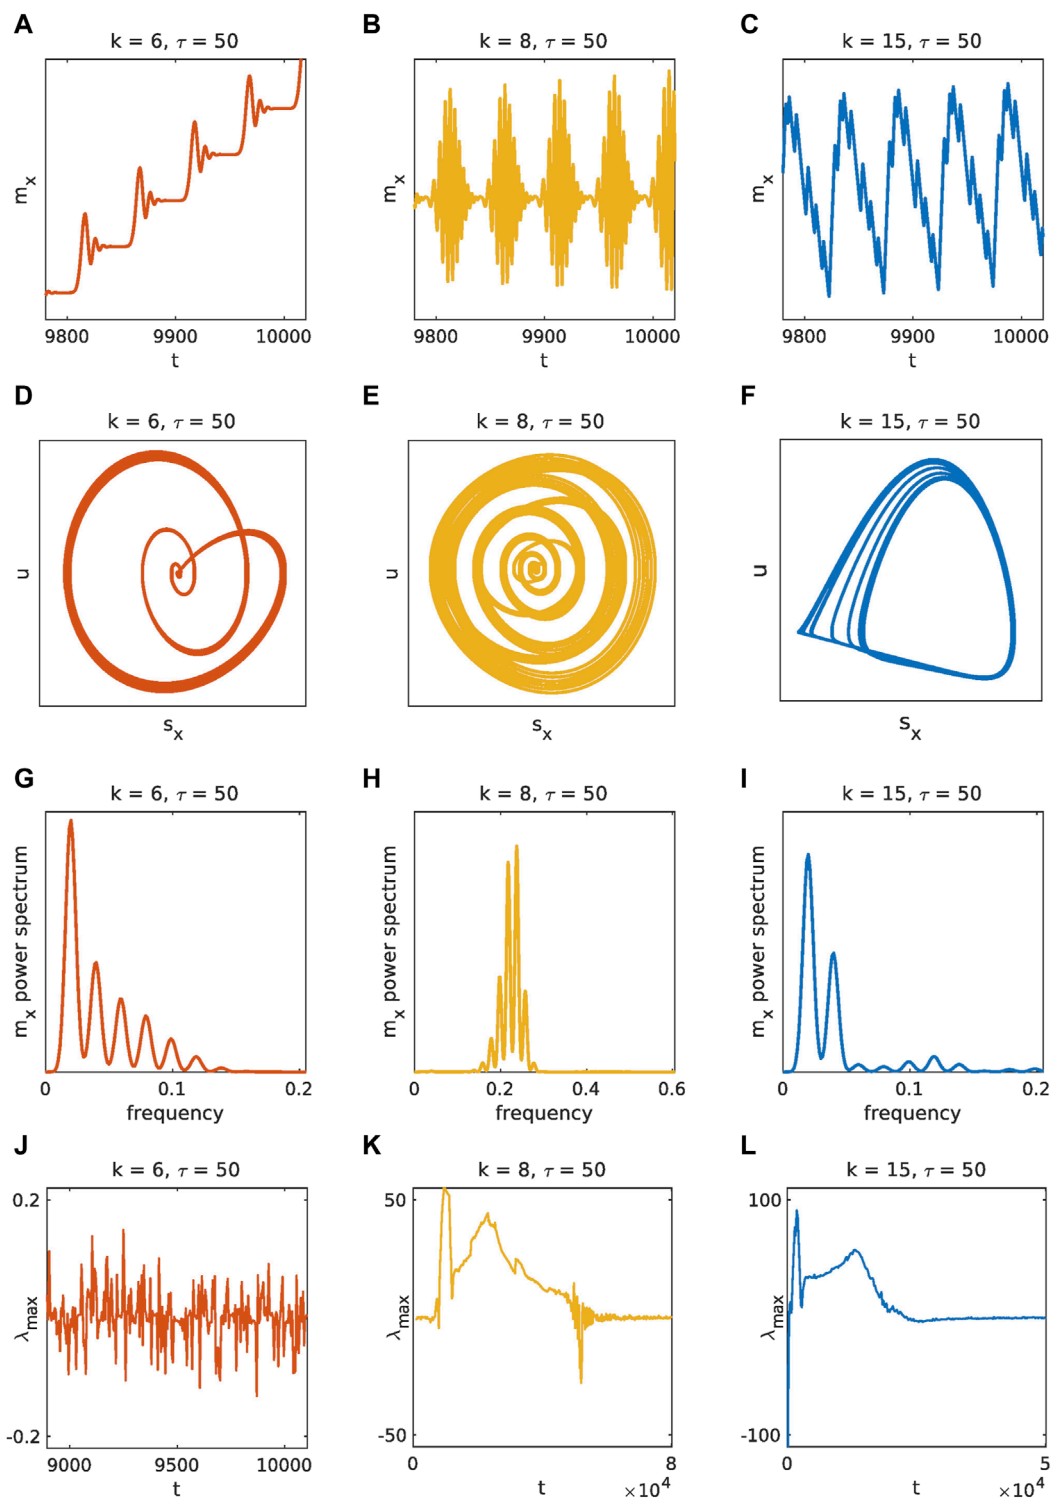 A B C
k = 6, τ = 50 k = 8, τ = 50 k = 15, τ = 50
m_x m_x m_x
9800 9900 10000 9800 9900 10000 9800 9900 10000
t t t
D E F
k = 6, τ = 50 k = 8, τ = 50 k = 15, τ = 50
u u u
s_x s_x s_x
G H I
k = 6, τ = 50 k = 8, τ = 50 k = 15, τ = 50
m_x power spectrum m_x power spectrum m_x power spectrum
0 0.1 0.2 0 0.2 0.4 0.6 0 0.1 0.2
frequency frequency frequency
J K L
k = 6, τ = 50 k = 8, τ = 50 k = 15, τ = 50
0.2 50 100
λ_max λ_max λ_max
-0.2 -50 -100
9000 9500 10000 0 4 8 0 5
t t ×10^4 t ×10^4